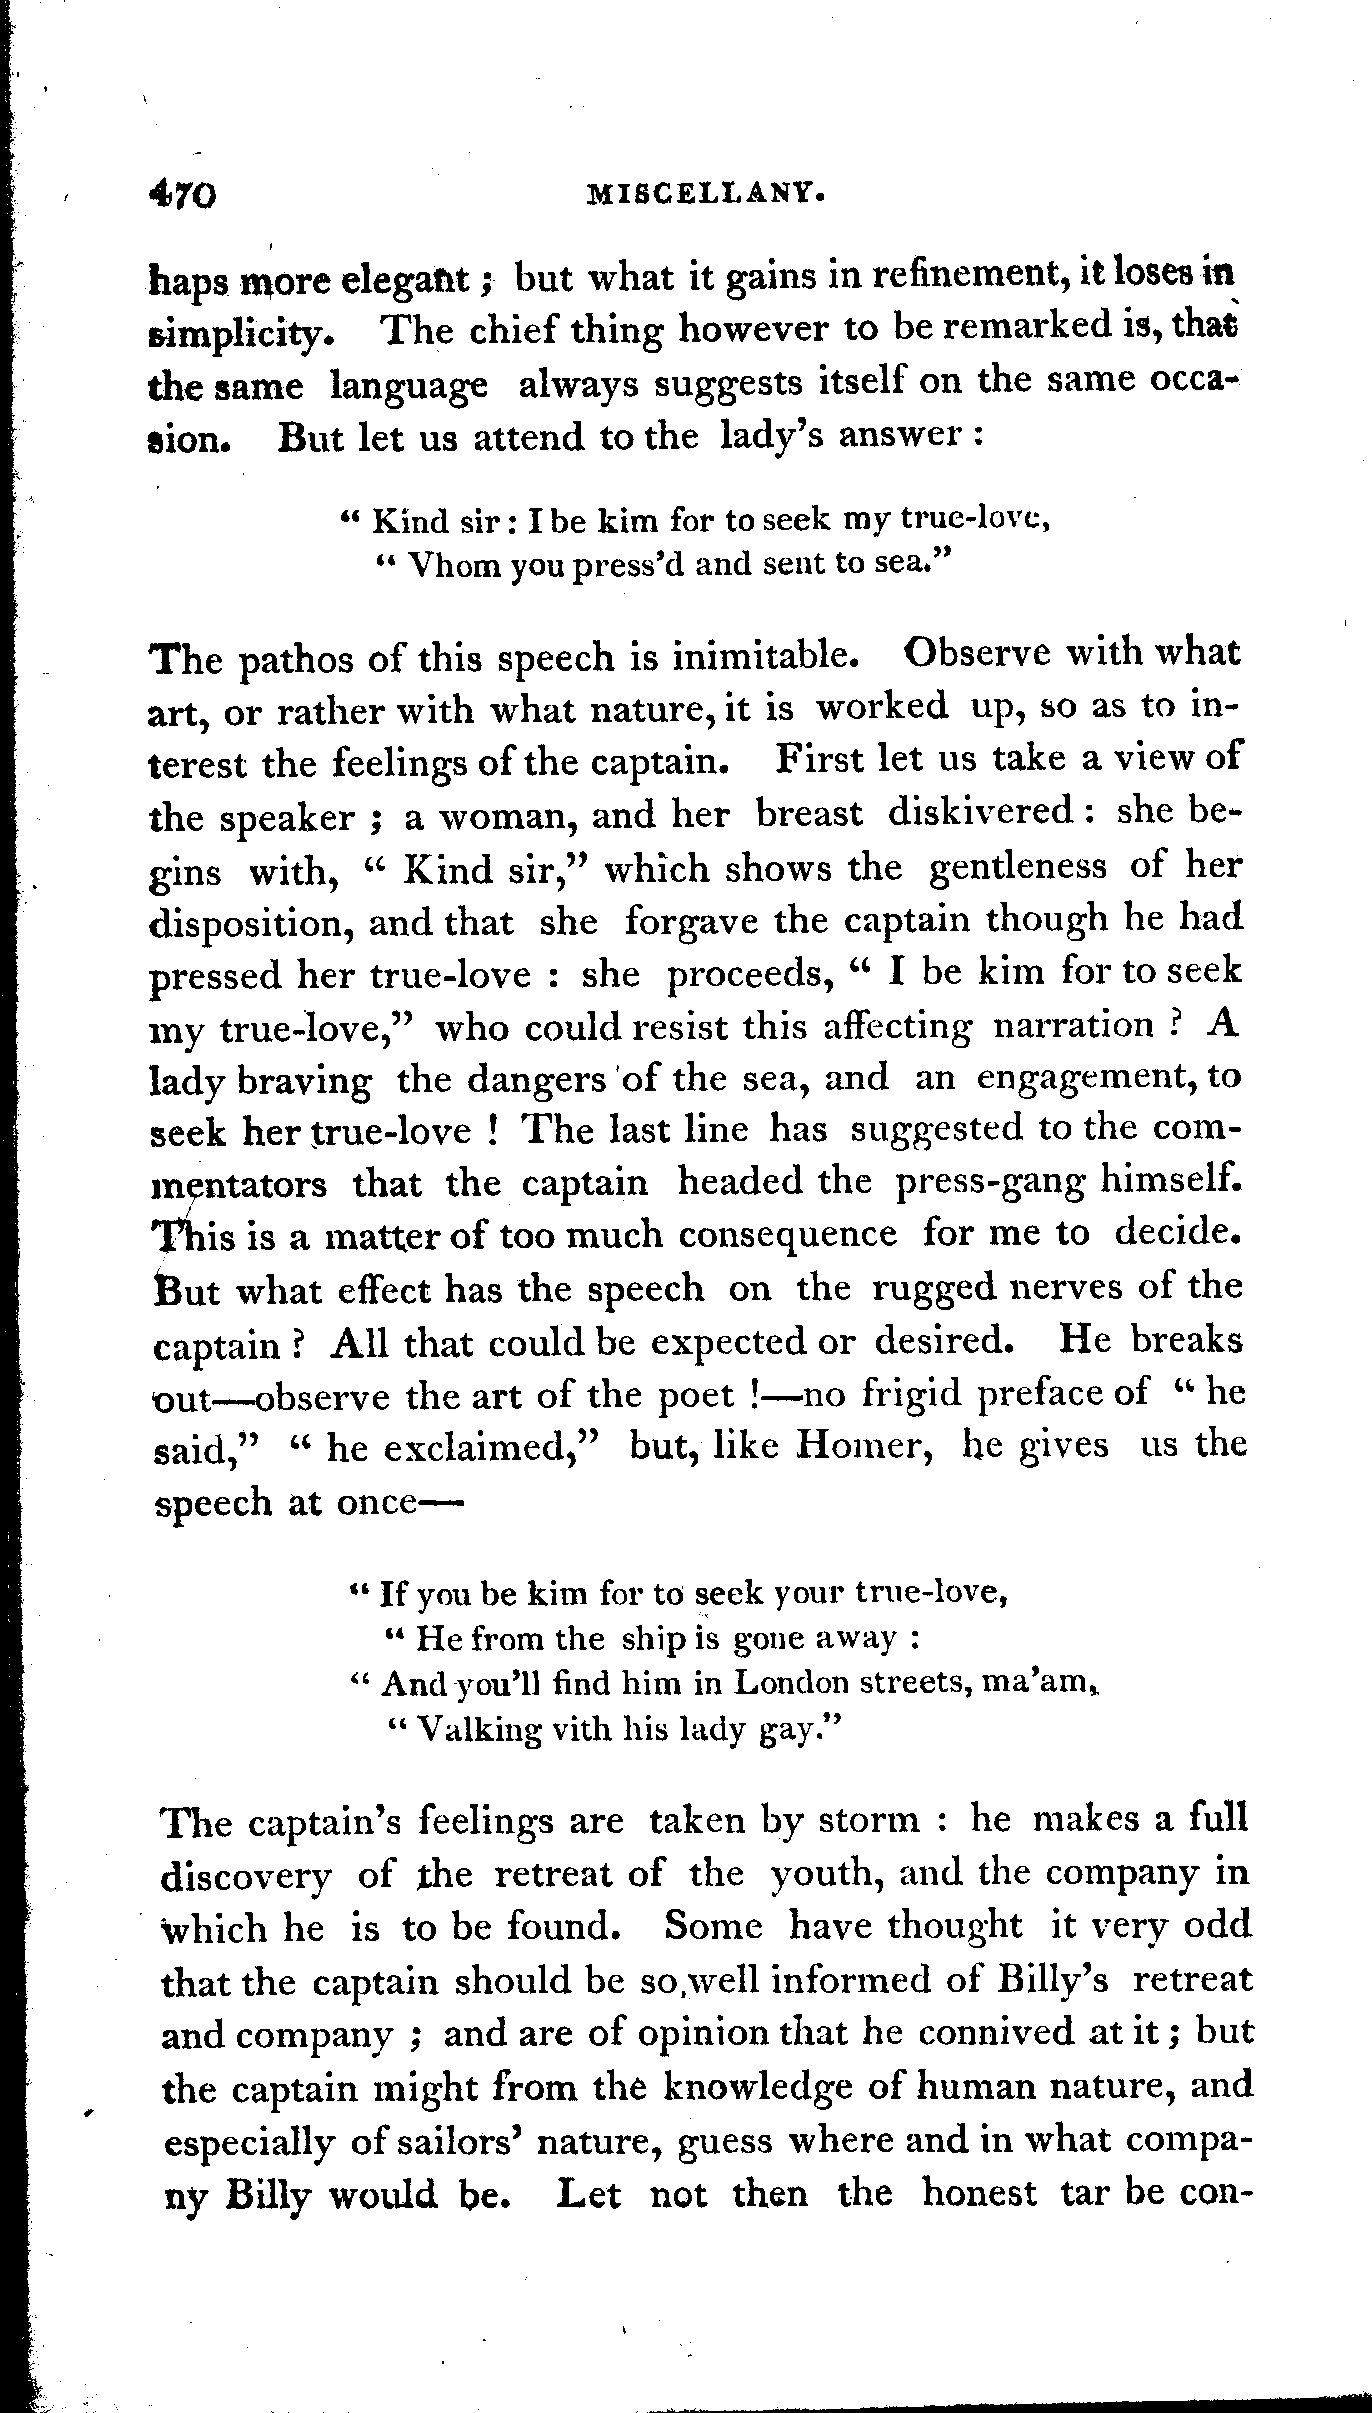 470 MISCELLANY.
haps more elegant ; but what it gains in refinement, it loses in
simplicity. The chief thing however to be remarked is, that
the same language always suggests itself on the same occa-
sion. But let us attend to the lady's answer :
" Kind sir : I be kim for to seek my true-love,
" Vhom you press'd and sent to sea."
The pathos of this speech is inimitable. Observe with what
art, or rather with what nature, it is worked up, so as to in-
terest the feelings of the captain. First let us take a view of
the speaker ; a woman, and her breast diskivered : she be-
gins with, " Kind sir," which shows the gentleness of her
disposition, and that she forgave the captain though he had
pressed her true-love : she proceeds, " I be kim for to seek
my true-love," who could resist this affecting narration ? A
lady braving the dangers of the sea, and an engagement, to
seek her true-love ! The last line has suggested to the com-
mentators that the captain headed the press-gang himself.
This is a matter of too much consequence for me to decide.
But what effect has the speech on the rugged nerves of the
captain ? All that could be expected or desired. He breaks
out—observe the art of the poet !—no frigid preface of " he
said," " he exclaimed," but, like Homer, he gives us the
speech at once—
" If you be kim for to seek your true-love,
" He from the ship is gone away :
" And you'll find him in London streets, ma'am,
" Valking vith his lady gay."
The captain's feelings are taken by storm : he makes a full
discovery of the retreat of the youth, and the company in
which he is to be found. Some have thought it very odd
that the captain should be so well informed of Billy's retreat
and company ; and are of opinion that he connived at it ; but
the captain might from the knowledge of human nature, and
especially of sailors' nature, guess where and in what compa-
ny Billy would be. Let not then the honest tar be con-